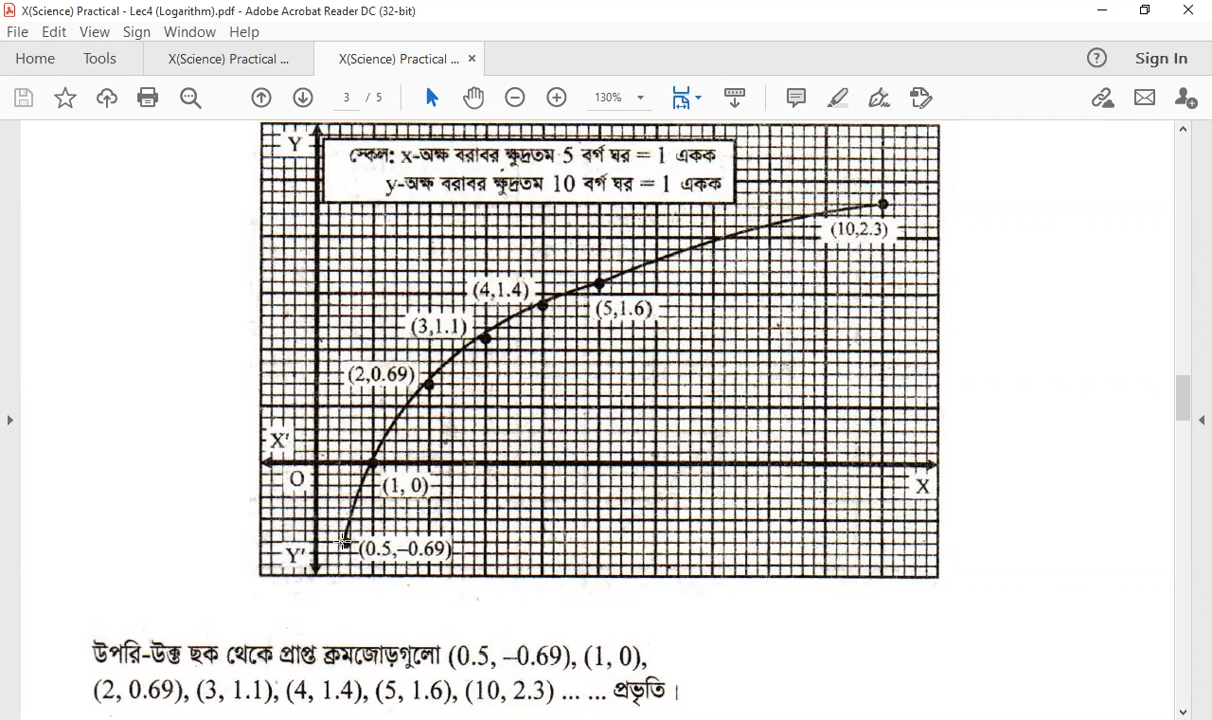 X(Science) Practical - Lec4 (Logarithm).pdf - Adobe Acrobat Reader DC (32-bit)
File Edit View Sign Window Help
Home Tools X(Science) Practical ... X(Science) Practical ... × ? Sign In
3 / 5 130%
Y
স্কেল: x-অক্ষ বরাবর ক্ষুদ্রতম 5 বর্গ ঘর = 1 একক
y-অক্ষ বরাবর ক্ষুদ্রতম 10 বর্গ ঘর = 1 একক
(10,2.3)
(4,1.4)
(5,1.6)
(3,1.1)
(2,0.69)
X′
O
(1, 0)
X
Y′
(0.5,–0.69)
উপরি-উক্ত ছক থেকে প্রাপ্ত ক্রমজোড়গুলো (0.5, –0.69), (1, 0),
(2, 0.69), (3, 1.1), (4, 1.4), (5, 1.6), (10, 2.3) ... ... প্রভৃতি।